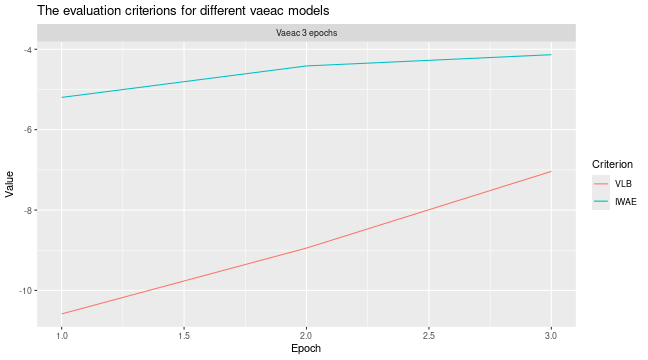 The evaluation criterions for different vaeac models
Vaeac 3 epochs
Value
-4
-6
-8
-10
1.0 1.5 2.0 2.5 3.0
Epoch
Criterion
VLB
IWAE